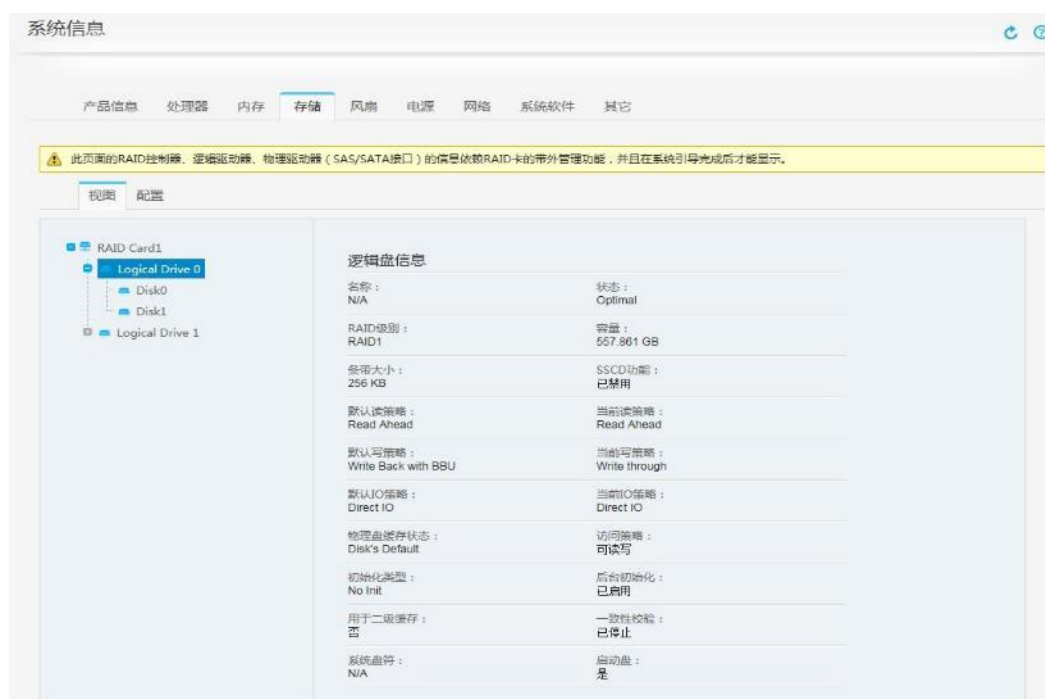 系统信息
产品信息 处理器 内存 存储 风扇 电源 网络 系统软件 其它
此页面的RAID控制器、逻辑驱动器、物理驱动器（SAS/SATA接口）的信息依赖RAID卡的带外管理功能，并且在系统引导完成后才能显示。
视图 配置
RAID Card1
Logical Drive 0
Disk0
Disk1
Logical Drive 1
逻辑盘信息
名称： 状态：
N/A Optimal
RAID级别： 容量：
RAID1 557.861 GB
条带大小： SSCD功能：
256 KB 已禁用
默认读策略： 当前读策略：
Read Ahead Read Ahead
默认写策略： 当前写策略：
Write Back with BBU Write through
默认IO策略： 当前IO策略：
Direct IO Direct IO
物理盘缓存状态： 访问策略：
Disk's Default 可读写
初始化类型： 后台初始化：
No Init 已启用
用于二级缓存： 一致性校验：
否 已停止
系统盘符： 启动盘：
N/A 是